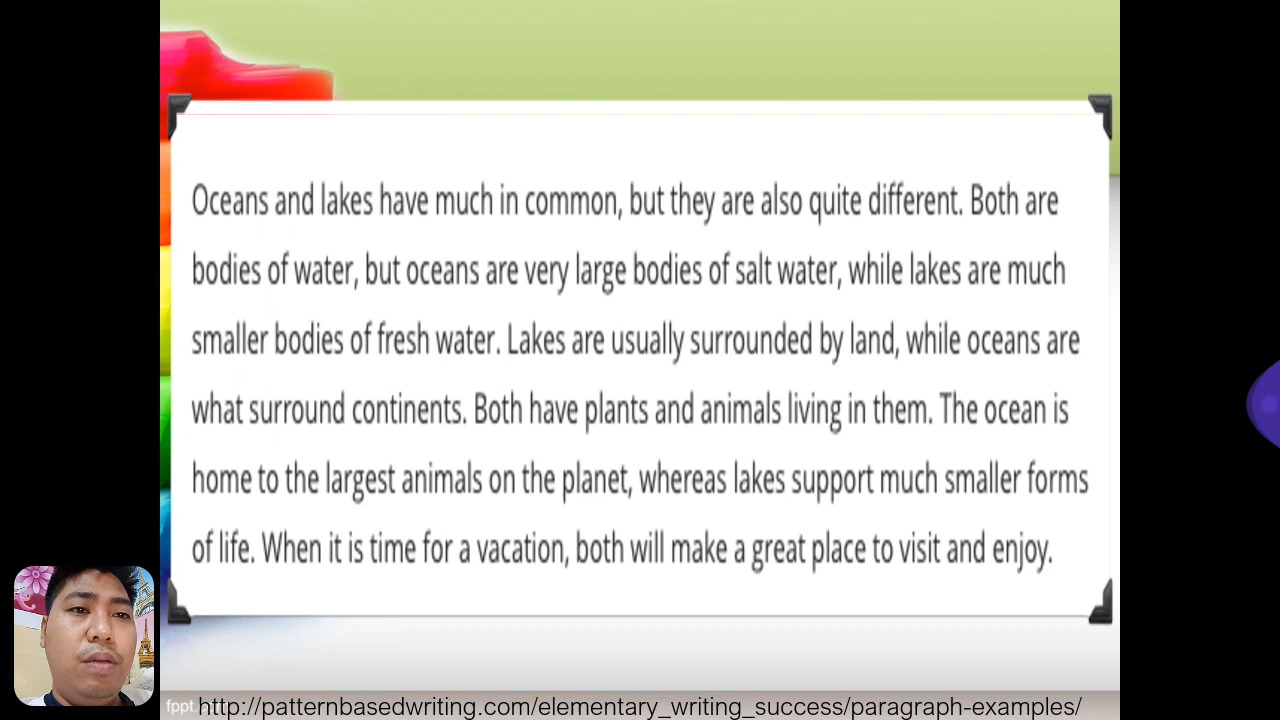 Oceans and lakes have much in common, but they are also quite different. Both are
bodies of water, but oceans are very large bodies of salt water, while lakes are much
smaller bodies of fresh water. Lakes are usually surrounded by land, while oceans are
what surround continents. Both have plants and animals living in them. The ocean is
home to the largest animals on the planet, whereas lakes support much smaller forms
of life. When it is time for a vacation, both will make a great place to visit and enjoy.
http://patternbasedwriting.com/elementary_writing_success/paragraph-examples/